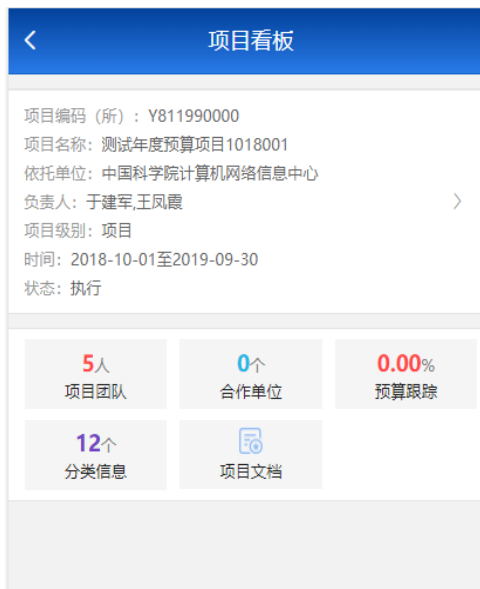 项目看板
项目编码（所）: Y811990000
项目名称: 测试年度预算项目1018001
依托单位: 中国科学院计算机网络信息中心
负责人: 于建军,王凤霞
项目级别: 项目
时间: 2018-10-01至2019-09-30
状态: 执行
5人 0个 0.00%
项目团队 合作单位 预算跟踪
12个
分类信息 项目文档